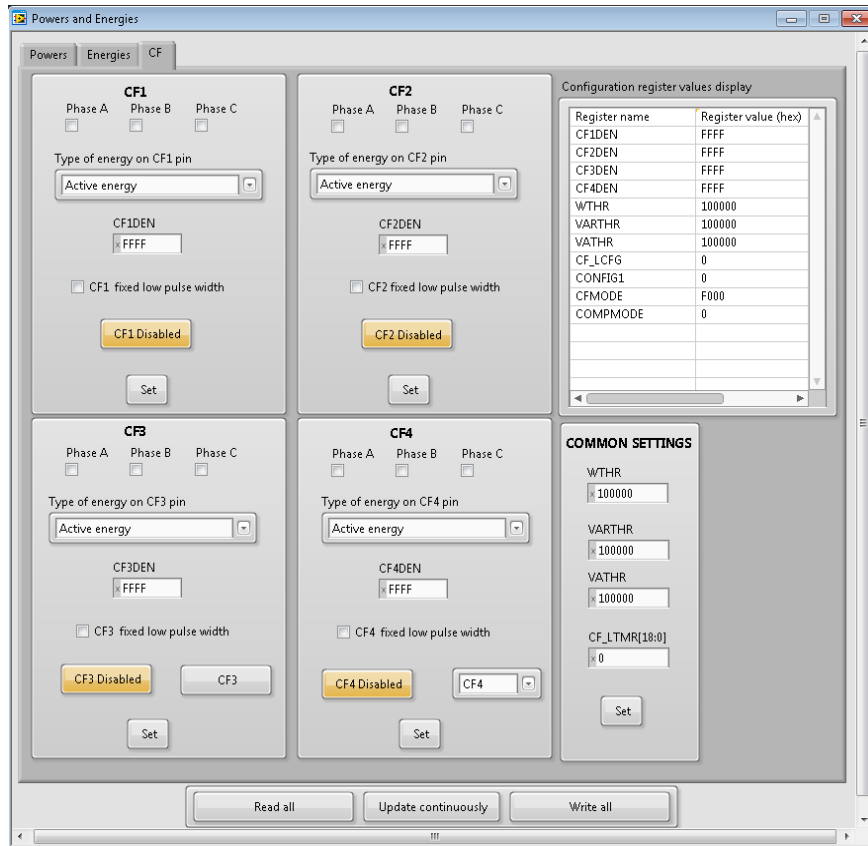 Powers and Energies
Powers Energies CF
CF1
Phase A Phase B Phase C
Type of energy on CF1 pin
Active energy
CF1DEN
x FFFF
CF1 fixed low pulse width
CF1 Disabled
Set
CF2
Phase A Phase B Phase C
Type of energy on CF2 pin
Active energy
CF2DEN
x FFFF
CF2 fixed low pulse width
CF2 Disabled
Set
Configuration register values display
Register name Register value (hex)
CF1DEN FFFF
CF2DEN FFFF
CF3DEN FFFF
CF4DEN FFFF
WTHR 100000
VARTHR 100000
VATHR 100000
CF_LCFG 0
CONFIG1 0
CFMODE F000
COMPMODE 0
CF3
Phase A Phase B Phase C
Type of energy on CF3 pin
Active energy
CF3DEN
x FFFF
CF3 fixed low pulse width
CF3 Disabled CF3
Set
CF4
Phase A Phase B Phase C
Type of energy on CF4 pin
Active energy
CF4DEN
x FFFF
CF4 fixed low pulse width
CF4 Disabled CF4
Set
COMMON SETTINGS
WTHR
x 100000
VARTHR
x 100000
VATHR
x 100000
CF_LTMR[18:0]
x 0
Set
Read all Update continuously Write all